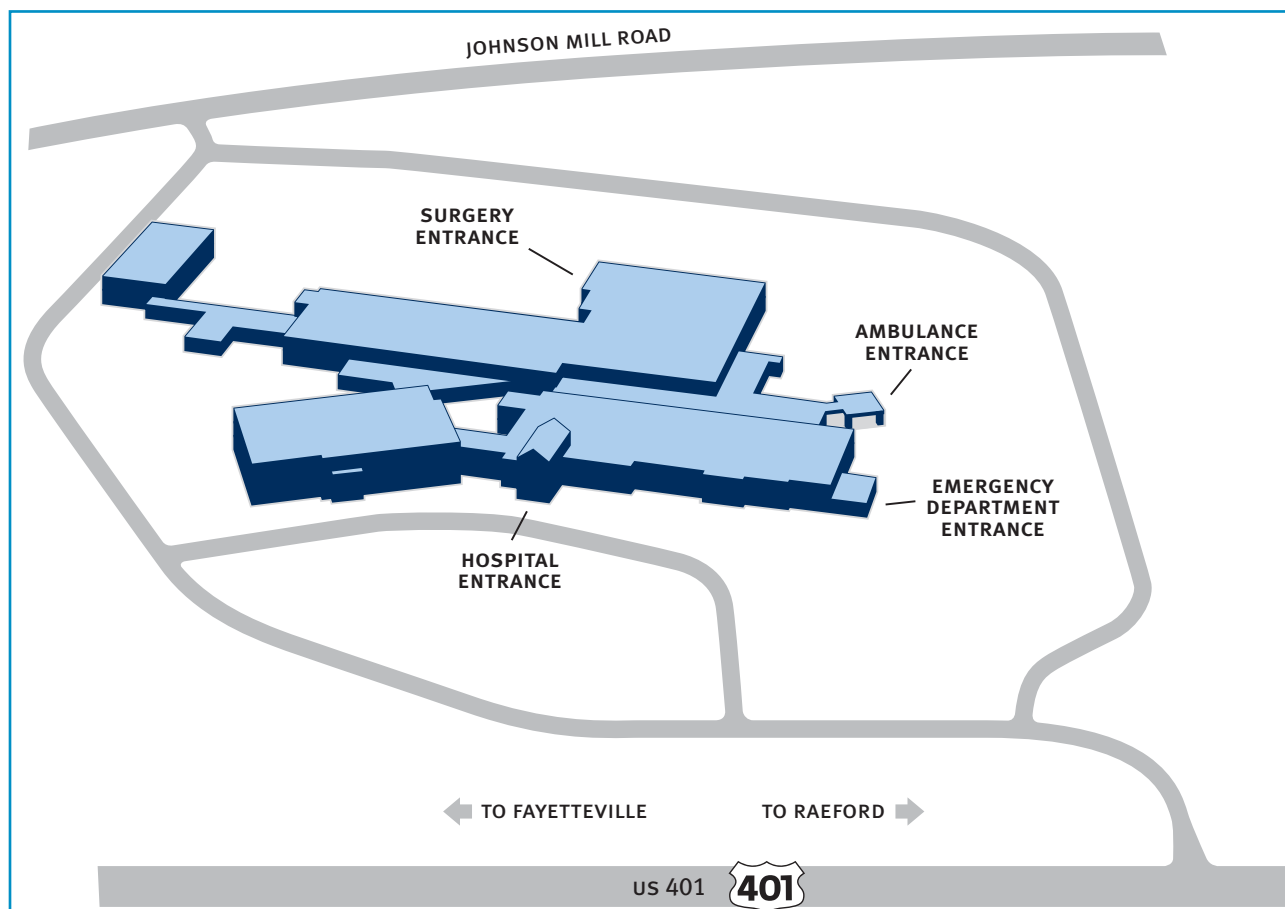 JOHNSON MILL ROAD
SURGERY
ENTRANCE
AMBULANCE
ENTRANCE
EMERGENCY
DEPARTMENT
ENTRANCE
HOSPITAL
ENTRANCE
TO FAYETTEVILLE
TO RAEFORD
US 401
401